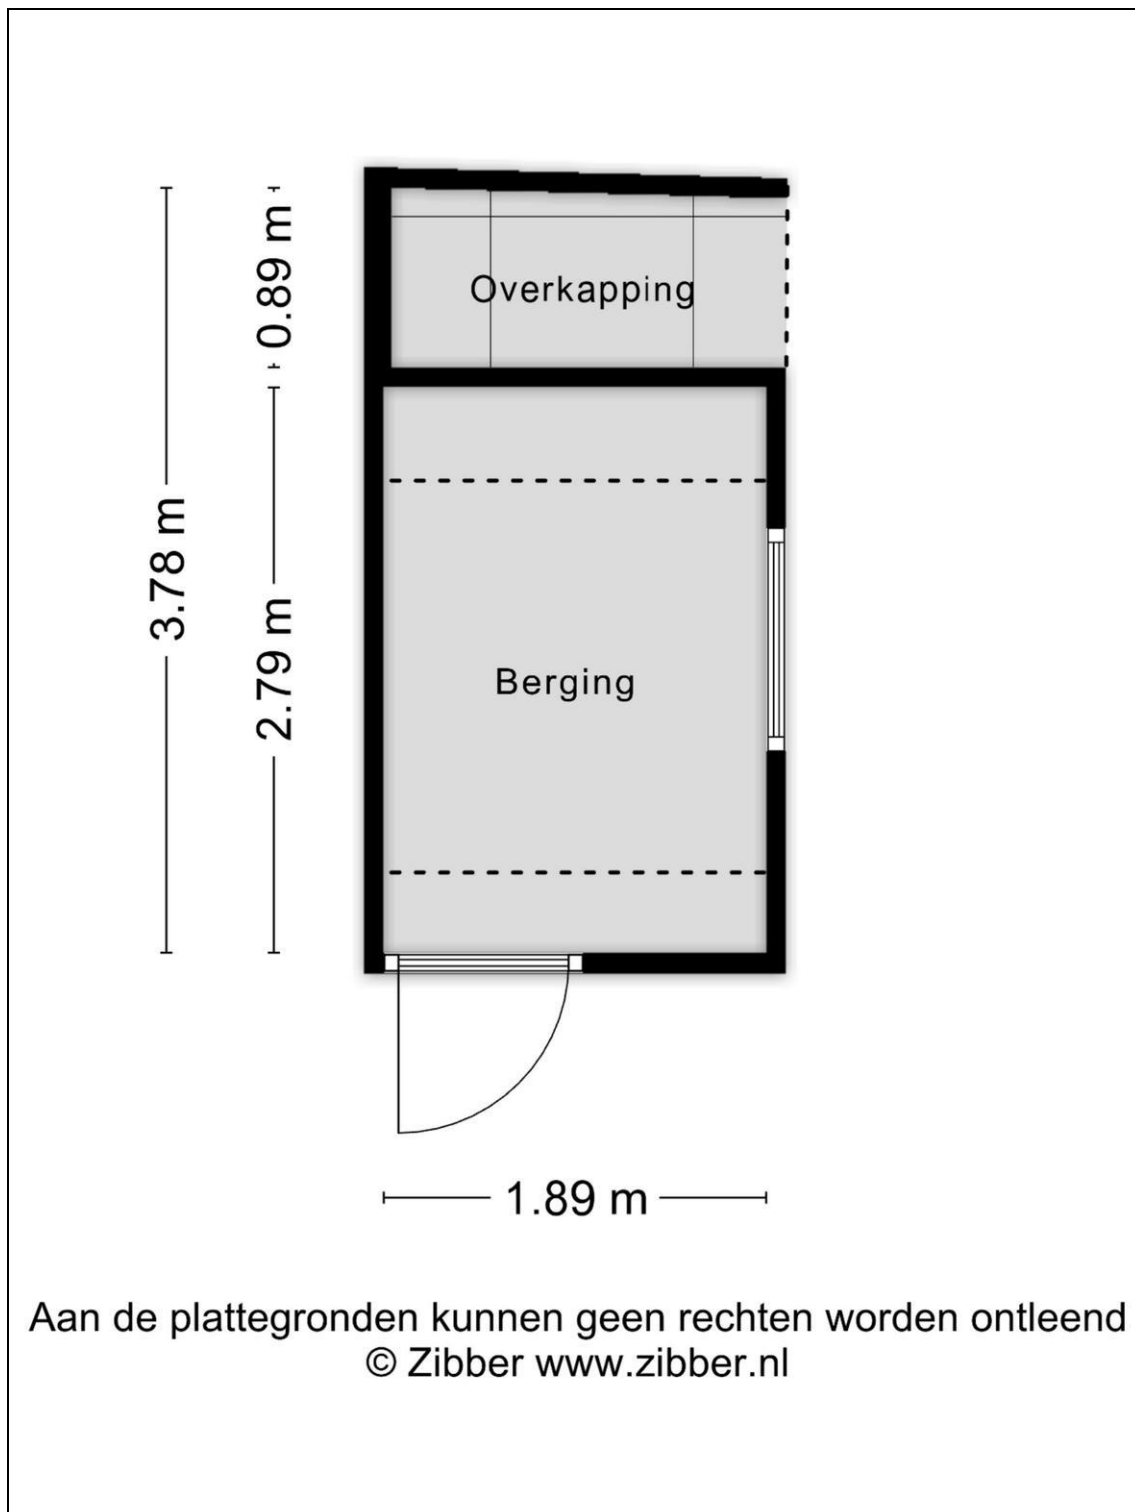 0.89 m
Overkapping
3.78 m
2.79 m
Berging
1.89 m
Aan de plattegronden kunnen geen rechten worden ontleend
© Zibber www.zibber.nl